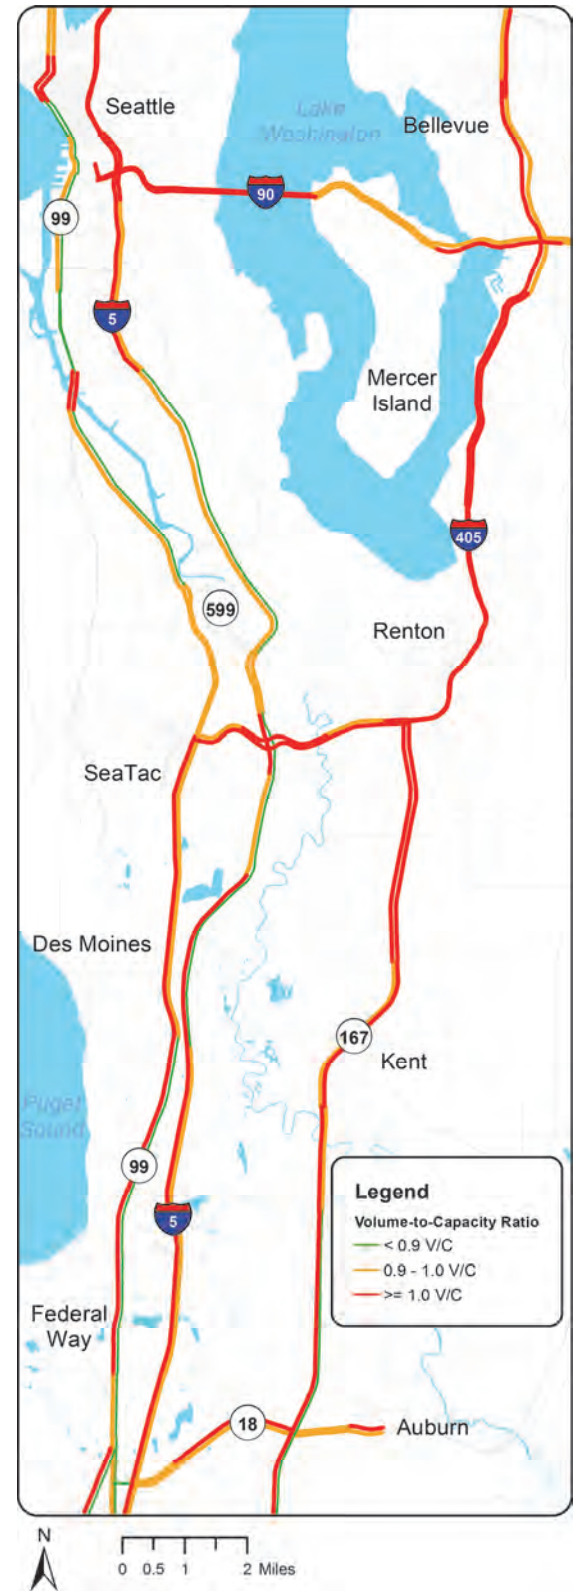 Seattle
Lake
Washington
Bellevue
90
99
5
Mercer
Island
405
599
Renton
SeaTac
Des Moines
167
Kent
Puget
Sound
99
Legend
Volume-to-Capacity Ratio
< 0.9 V/C
0.9 - 1.0 V/C
>= 1.0 V/C
5
Federal
Way
18
Auburn
N
0 0.5 1 2 Miles